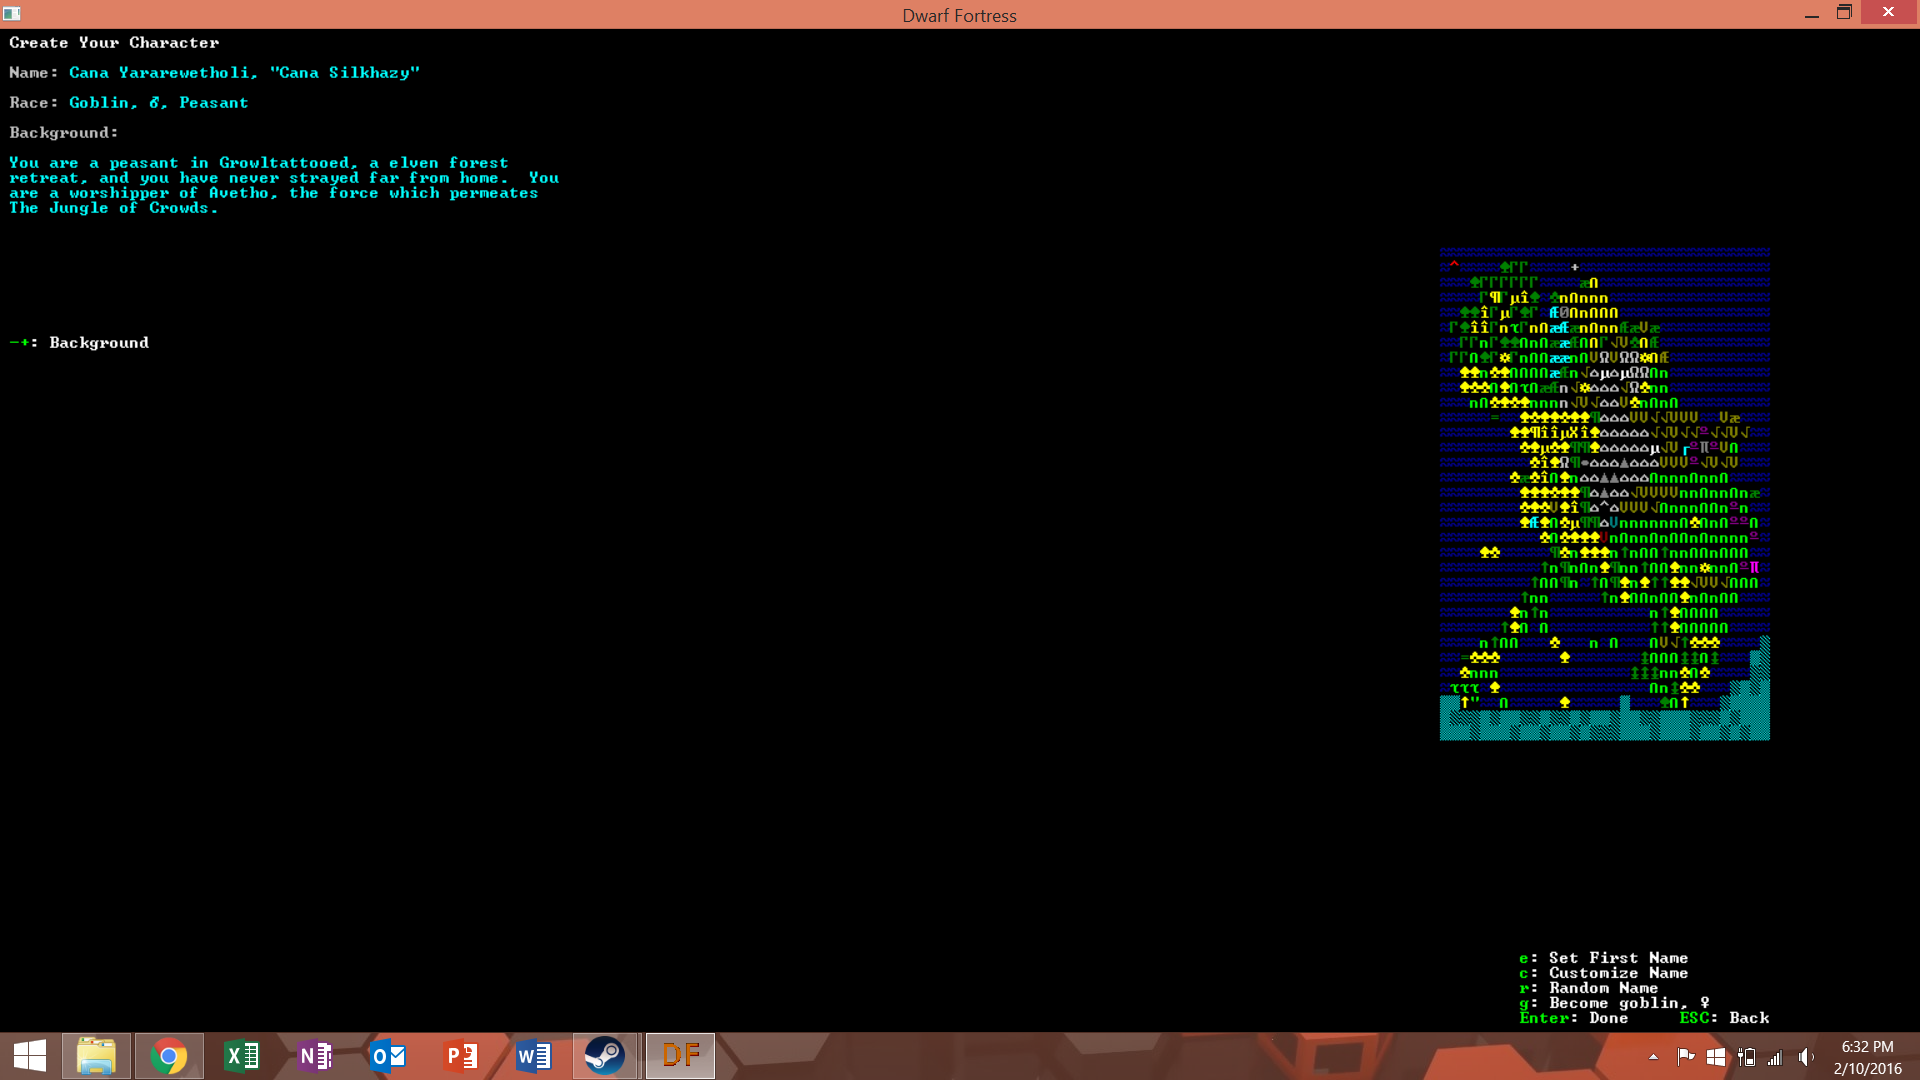 Dwarf Fortress
Create Your Character
Name: Cana Yararewetholi, "Cana Silkhazy"
Race: Goblin, ♂, Peasant
Background:
You are a peasant in Growltattooed, a elven forest
retreat, and you have never strayed far from home.  You
are a worshipper of Avetho, the force which permeates
The Jungle of Crowds.
-+: Background
e: Set First Name
c: Customize Name
r: Random Name
g: Become goblin, ♀
Enter: Done     ESC: Back
DF
6:32 PM
2/10/2016